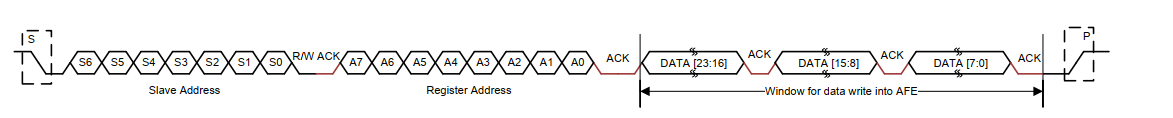 S
S6 S5 S4 S3 S2 S1 S0 R/W ACK A7 A6 A5 A4 A3 A2 A1 A0 ACK DATA [23:16] ACK DATA [15:8] ACK DATA [7:0] ACK P
Slave Address Register Address Window for data write into AFE